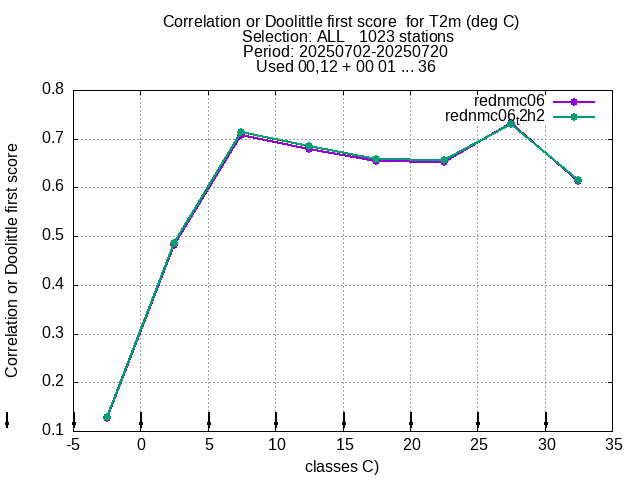 Correlation or Doolittle first score  for T2m (deg C)
Selection: ALL   1023 stations
Period: 20250702-20250720
Used 00,12 + 00 01 ... 36
rednmc06
rednmc06t2h2
Correlation or Doolittle first score
0.8
0.7
0.6
0.5
0.4
0.3
0.2
0.1
-5 0 5 10 15 20 25 30 35
classes C)